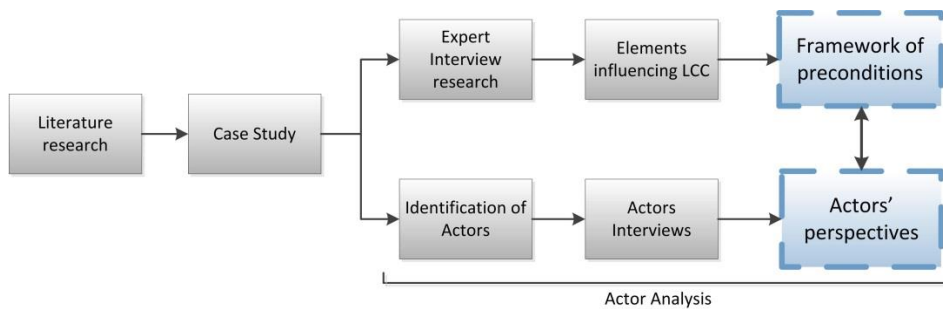 Literature
research
Case Study
Expert
Interview
research
Elements
influencing LCC
Framework of
preconditions
Identification of
Actors
Actors
Interviews
Actors'
perspectives
Actor Analysis